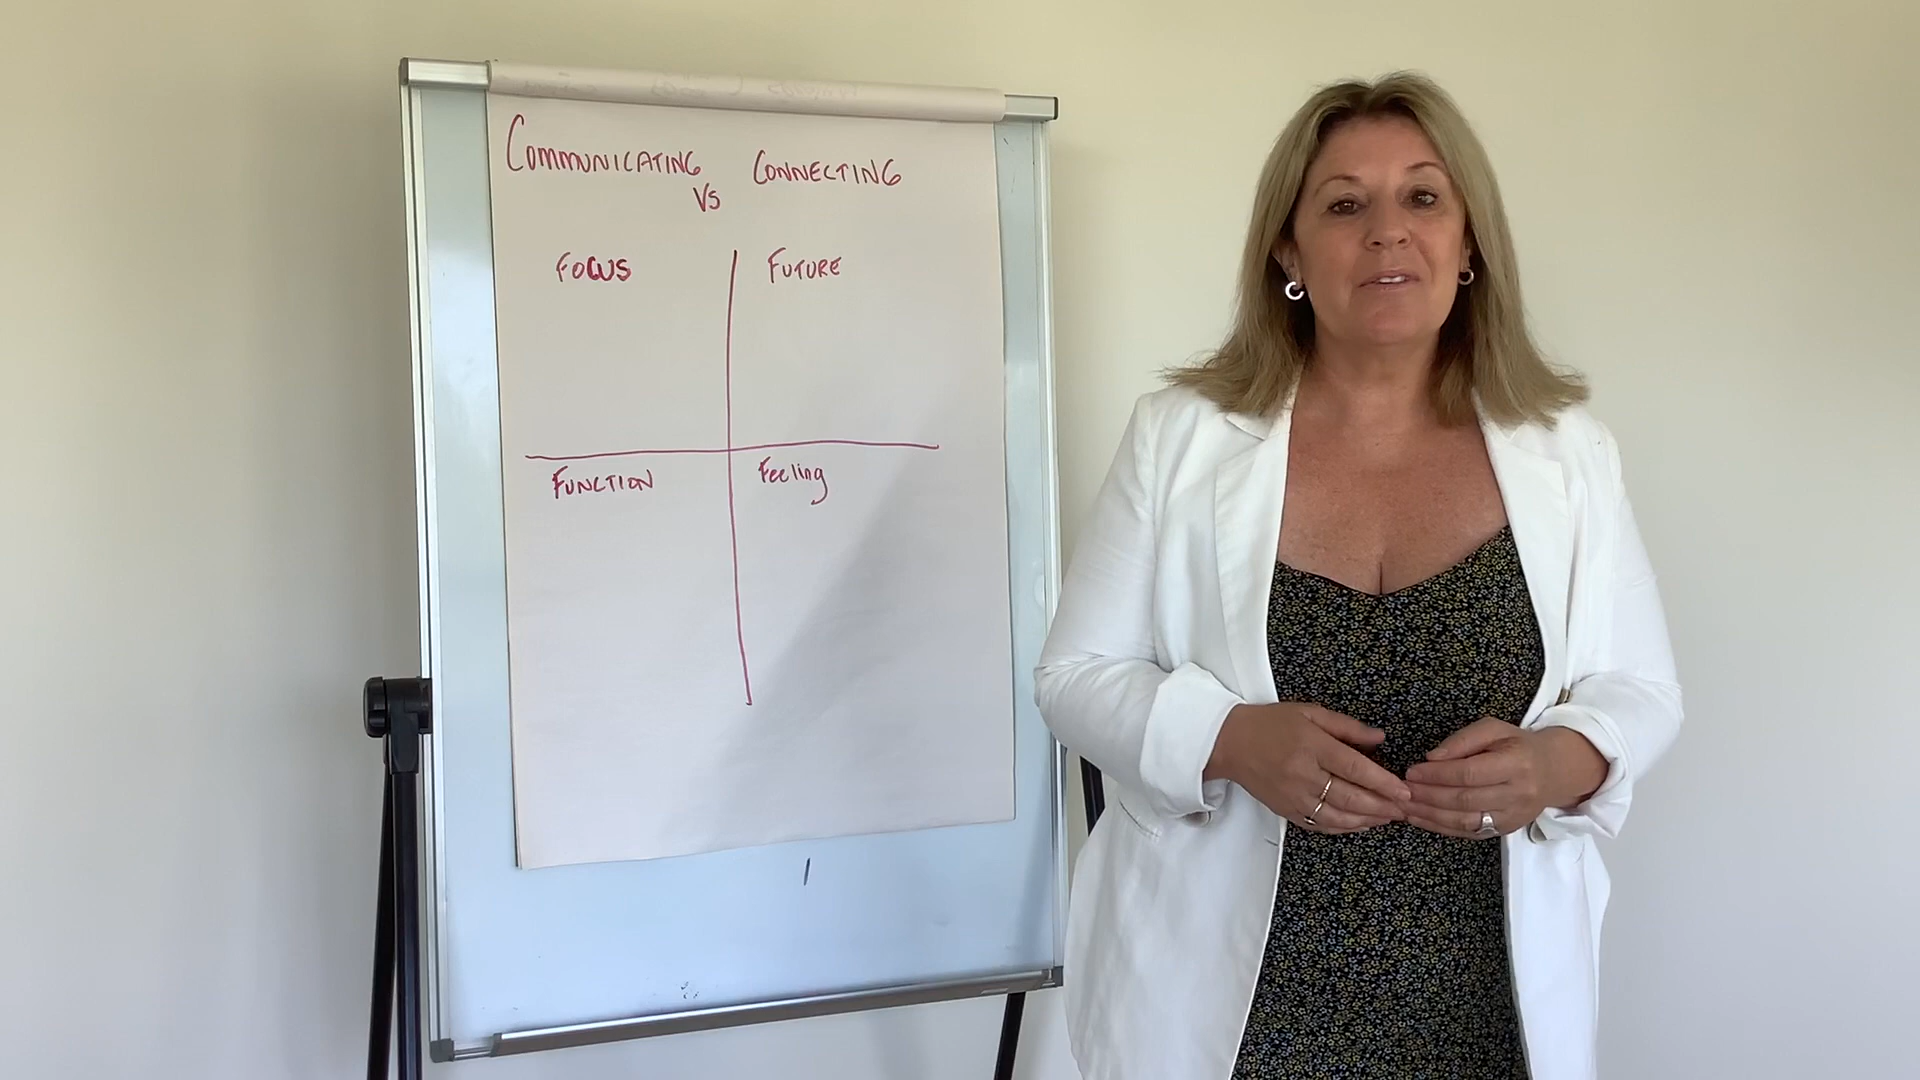 COMMUNICATING VS CONNECTING
FOCUS
FUTURE
FUNCTION
Feeling